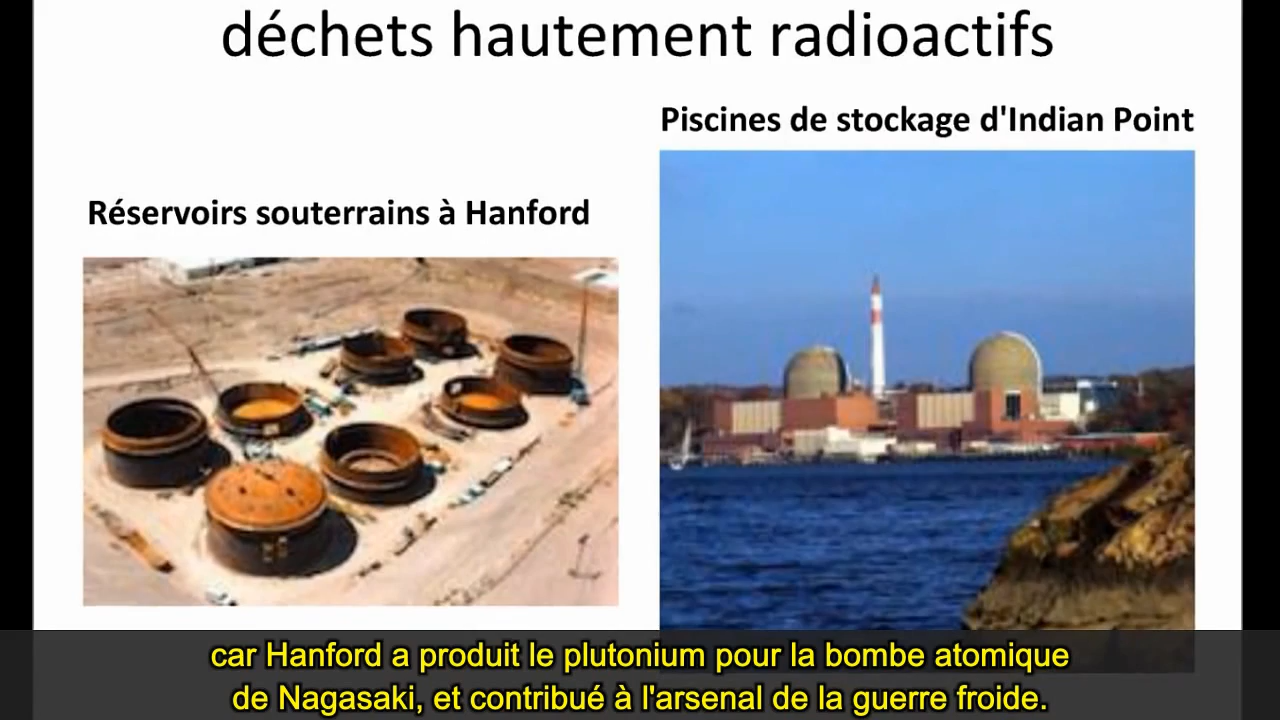 déchets hautement radioactifs
Piscines de stockage d'Indian Point
Réservoirs souterrains à Hanford
car Hanford a produit le plutonium pour la bombe atomique
de Nagasaki, et contribué à l'arsenal de la guerre froide.